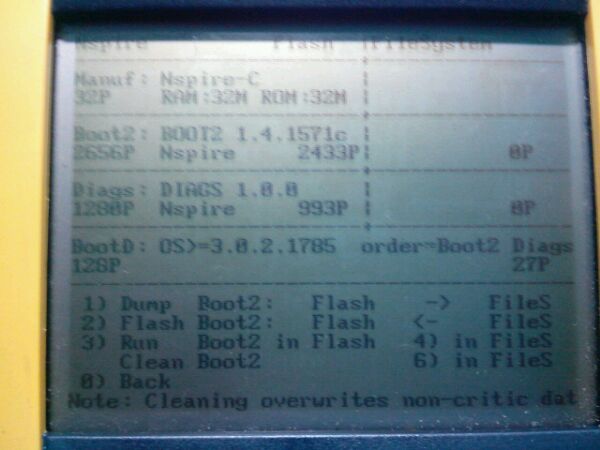 Nspire Flash |FileSystem
Manuf: Nspire-C
32P RAM:32M ROM:32M
Boot2: BOOT2 1.4.1571c
2656P Nspire 2433P 0P
Diags: DIAGS 1.0.0
1280P Nspire 993P 0P
BootD: OS>=3.0.2.1785 order=Boot2 Diags
128P 27P
1) Dump Boot2: Flash -> FileS
2) Flash Boot2: Flash <- FileS
3) Run Boot2 in Flash 4) in FileS
Clean Boot2 6) in FileS
0) Back
Note: Cleaning overwrites non-critic dat